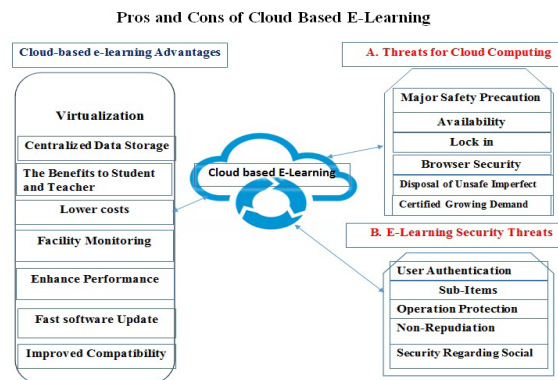 Pros and Cons of Cloud Based E-Learning
Cloud-based e-learning Advantages
Virtualization
Centralized Data Storage
The Benefits to Student
and Teacher
Lower costs
Facility Monitoring
Enhance Performance
Fast software Update
Improved Compatibility
Cloud based E-Learning
A. Threats for Cloud Computing
Major Safety Precaution
Availability
Lock in
Browser Security
Disposal of Unsafe Imperfect
Certified Growing Demand
B. E-Learning Security Threats
User Authentication
Sub-Items
Operation Protection
Non-Repudiation
Security Regarding Social